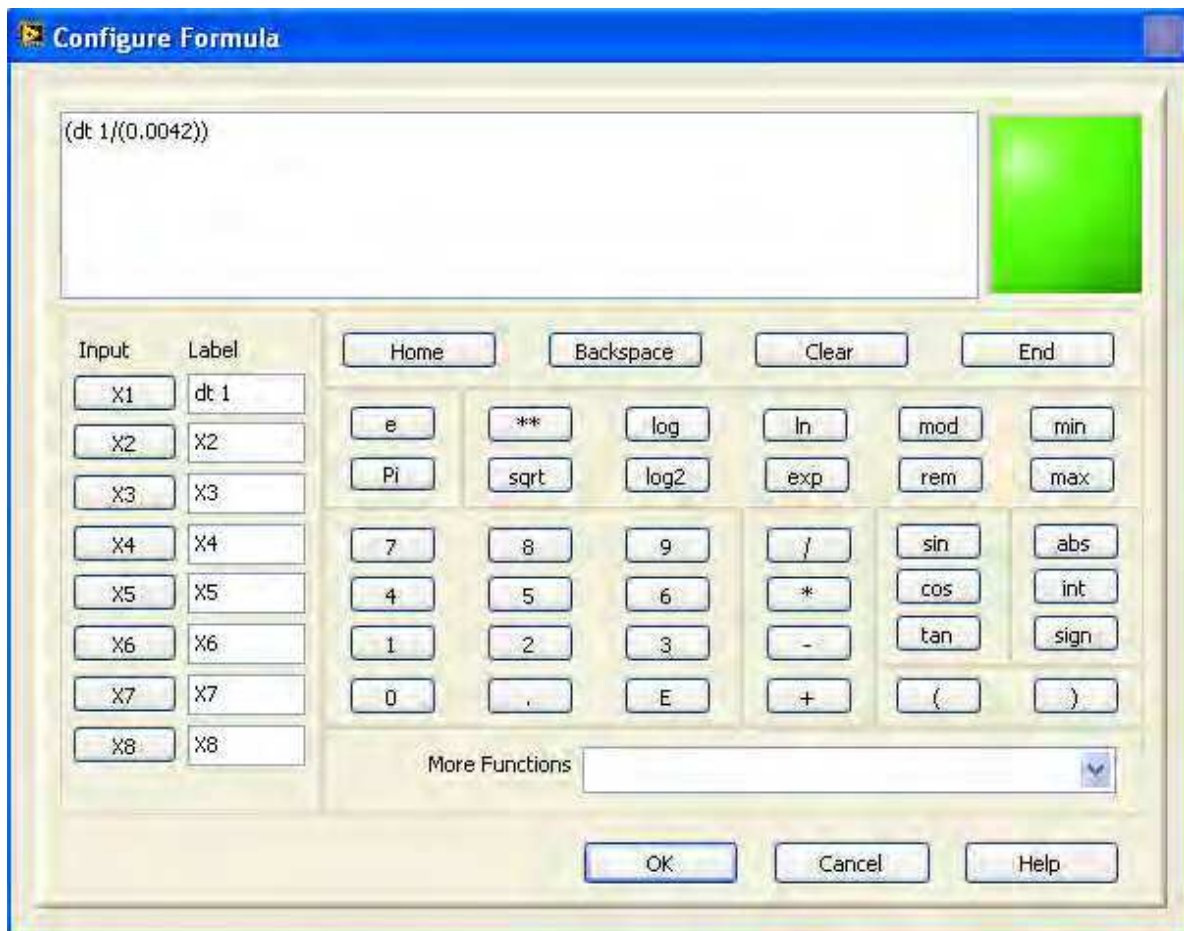 Configure Formula
(dt 1/(0.0042))
Input Label
Home Backspace Clear End
X1 dt 1
X2 X2
X3 X3
X4 X4
X5 X5
X6 X6
X7 X7
X8 X8
e ** log ln mod min
Pi sqrt log2 exp rem max
7 8 9 / sin abs
4 5 6 * cos int
1 2 3 - tan sign
0 . E + ( )
More Functions
OK Cancel Help